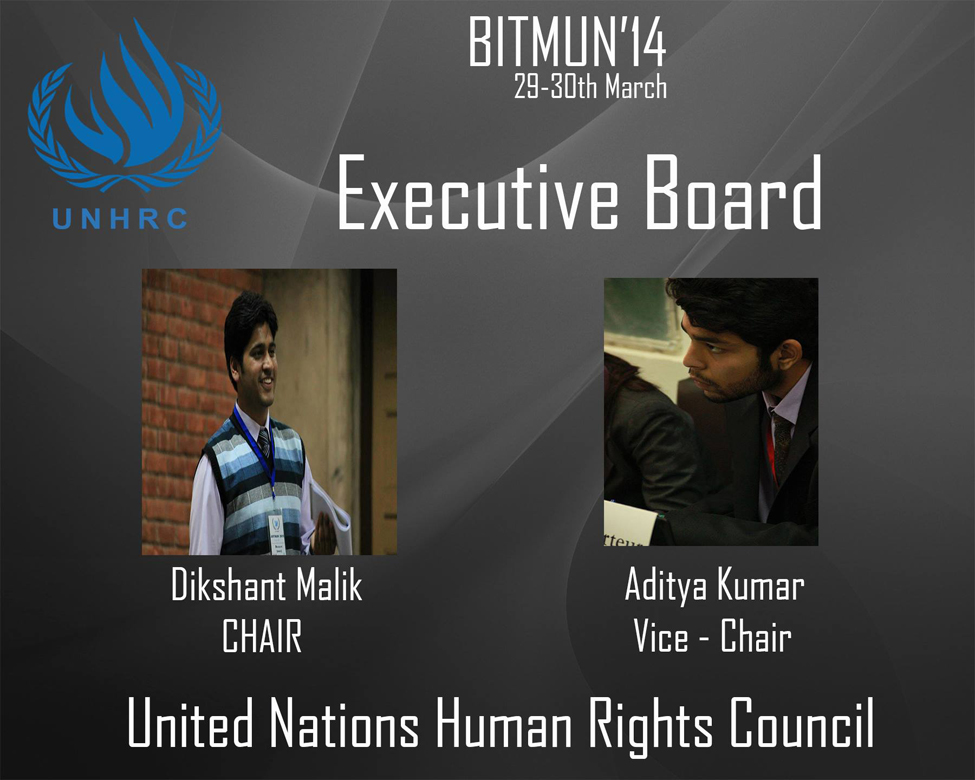 BITMUN'14
29-30th March
UNHRC
Executive Board
Dikshant Malik
CHAIR
Aditya Kumar
Vice - Chair
United Nations Human Rights Council